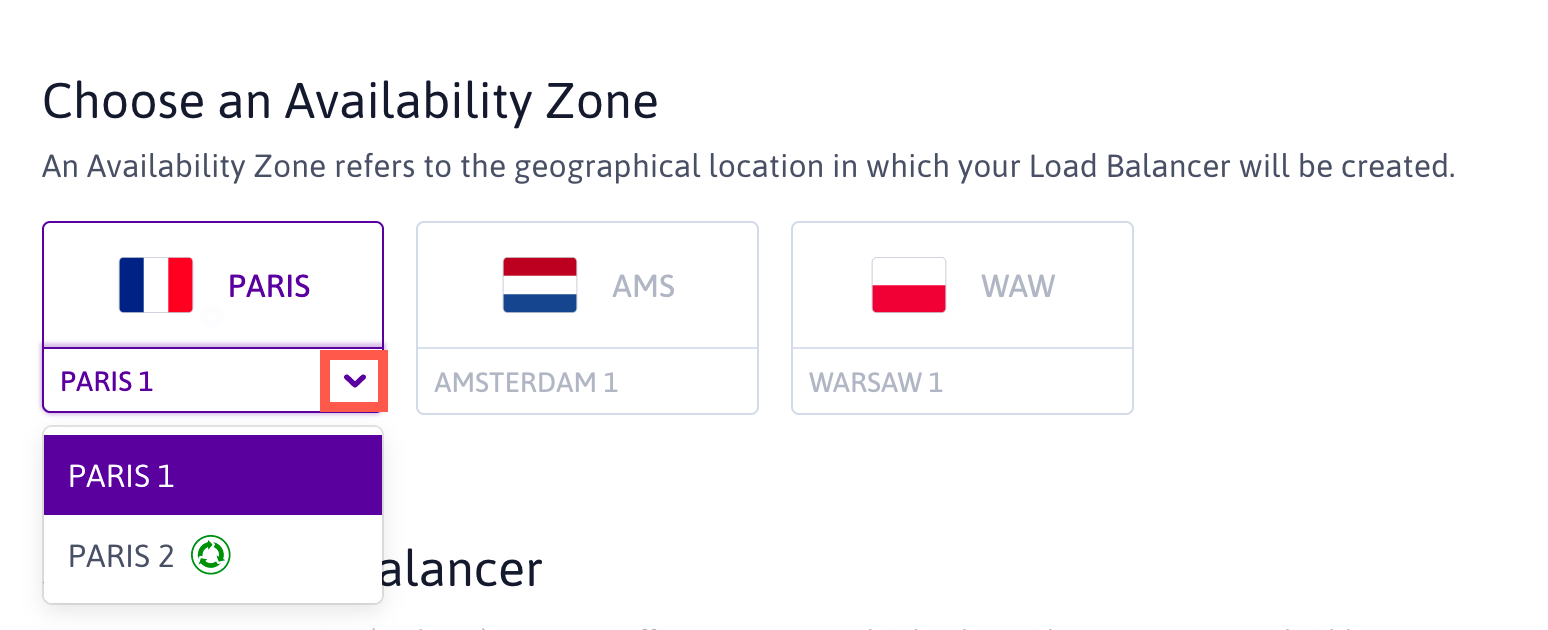 Choose an Availability Zone
An Availability Zone refers to the geographical location in which your Load Balancer will be created.
PARIS
AMS
WAW
PARIS 1
AMSTERDAM 1
WARSAW 1
PARIS 1
PARIS 2
alancer